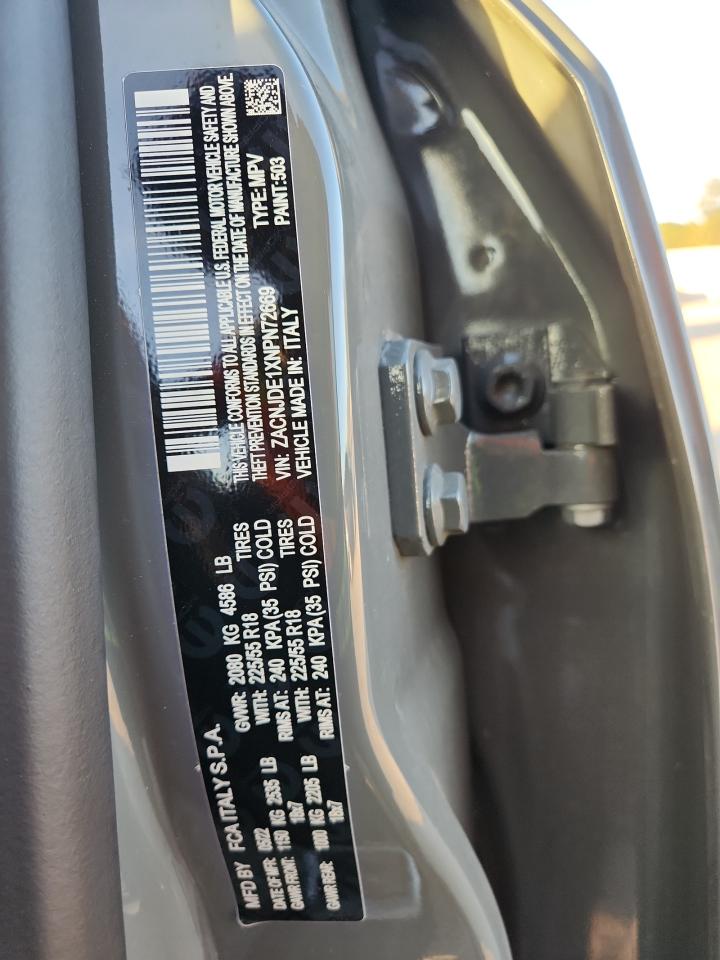 MFD BY FCA ITALY S.P.A.
DATE OF MFR: 05/22 GVWR: 2080 KG 4586 LB
GAWR FRONT: 1150 KG 2535 LB WITH: 225/55 R18 TIRES
18x7 RIMS AT: 240 KPA(35 PSI) COLD
GAWR REAR: 1000 KG 2205 LB WITH: 225/55 R18 TIRES
18x7 RIMS AT: 240 KPA(35 PSI) COLD
THIS VEHICLE CONFORMS TO ALL APPLICABLE U.S. FEDERAL MOTOR VEHICLE SAFETY AND
THEFT PREVENTION STANDARDS IN EFFECT ON THE DATE OF MANUFACTURE SHOWN ABOVE.
VIN: ZACNJDE1XNPN72669 TYPE: MPV
VEHICLE MADE IN: ITALY PAINT:503